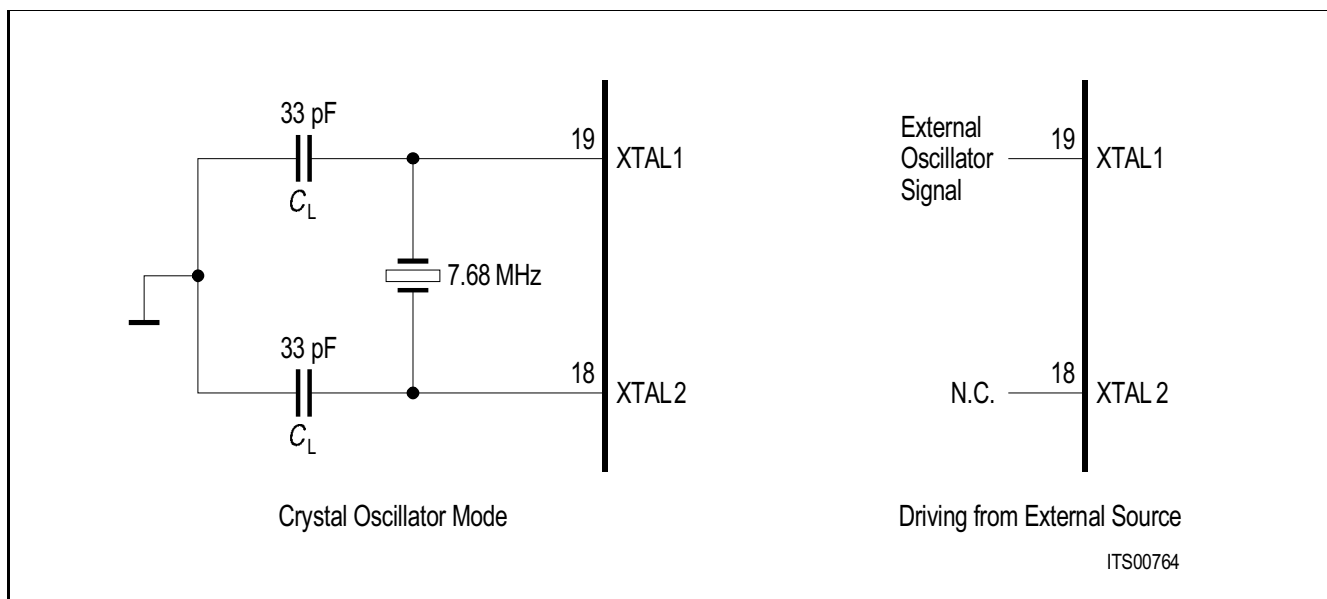 33 pF
C_L
19
XTAL1
7.68 MHz
33 pF
C_L
18
XTAL2
Crystal Oscillator Mode
External
Oscillator
Signal
19
XTAL1
N.C.
18
XTAL 2
Driving from External Source
ITS00764